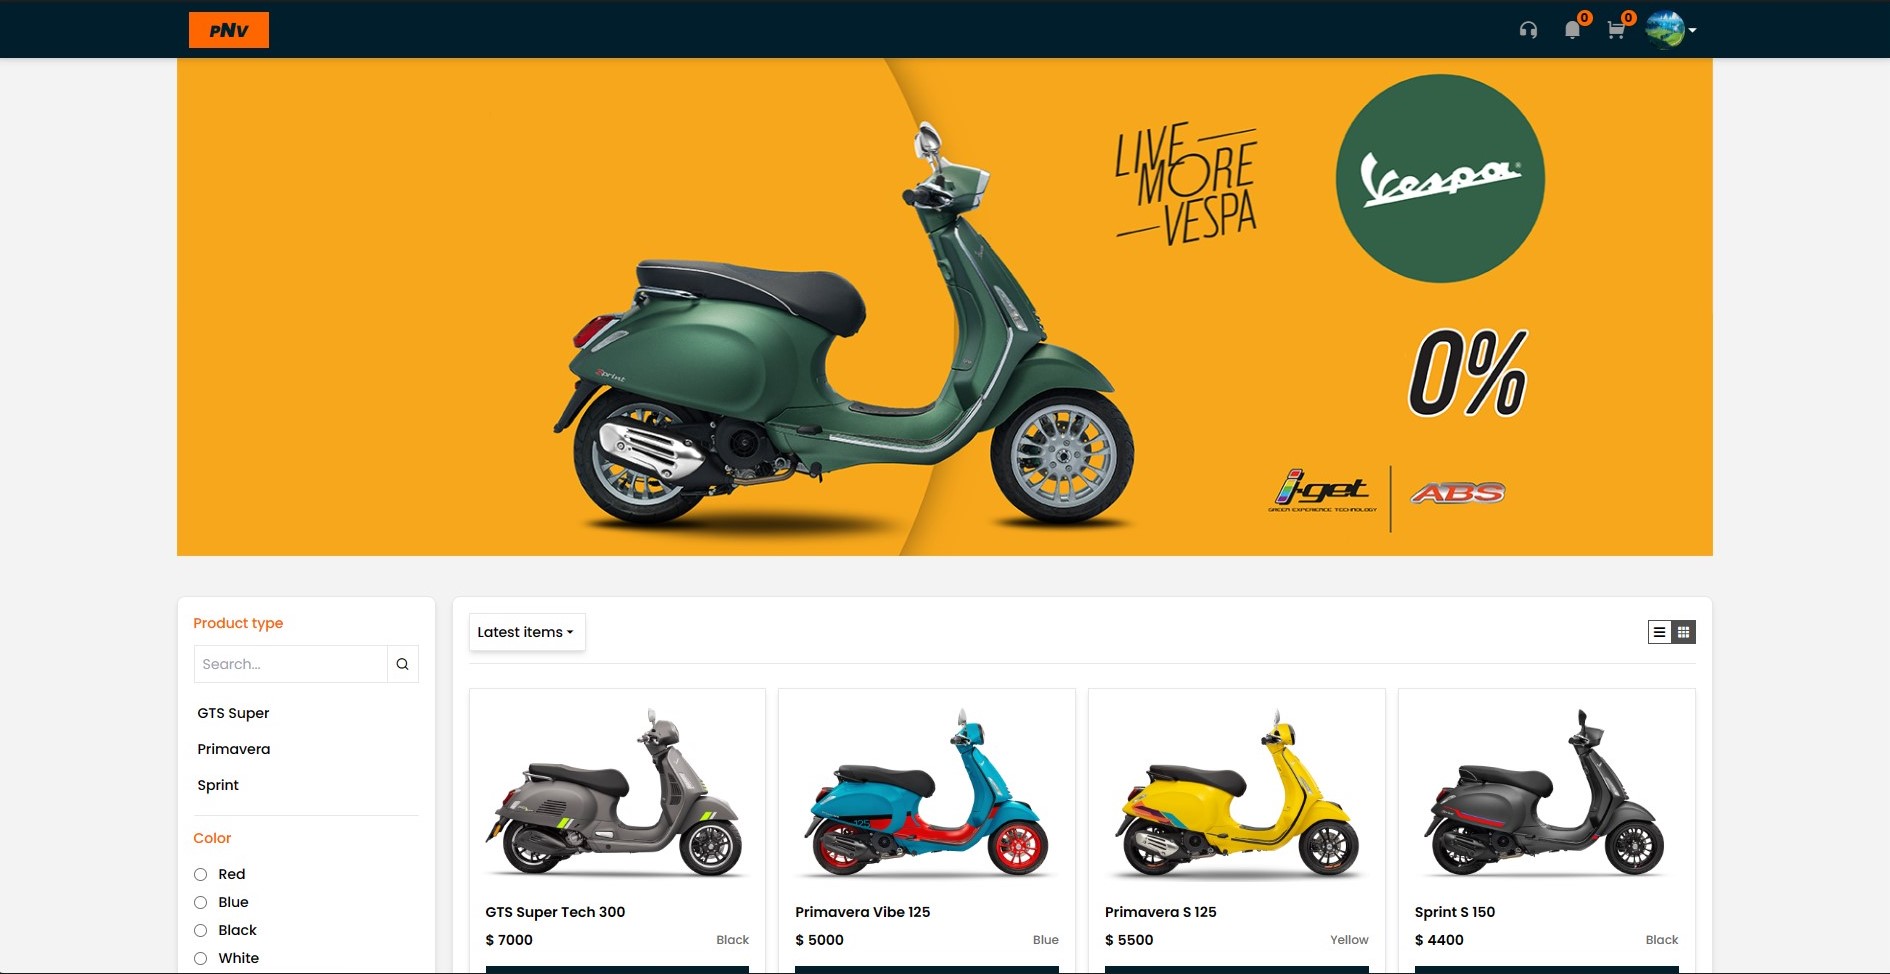 PNV
0
0
LIVE
MORE
VESPA
Vespa
0%
Sprint
i-get
GREEN EXPERIENCE TECHNOLOGY
ABS
Product type
Search...
GTS Super
Primavera
Sprint
Color
Red
Blue
Black
White
Latest items
125
GTS Super Tech 300
$ 7000
Black
Primavera Vibe 125
$ 5000
Blue
Primavera S 125
$ 5500
Yellow
Sprint S 150
$ 4400
Black